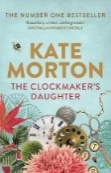 THE NUMBER ONE BESTSELLER
KATE
MORTON
THE CLOCKMAKER'S
DAUGHTER